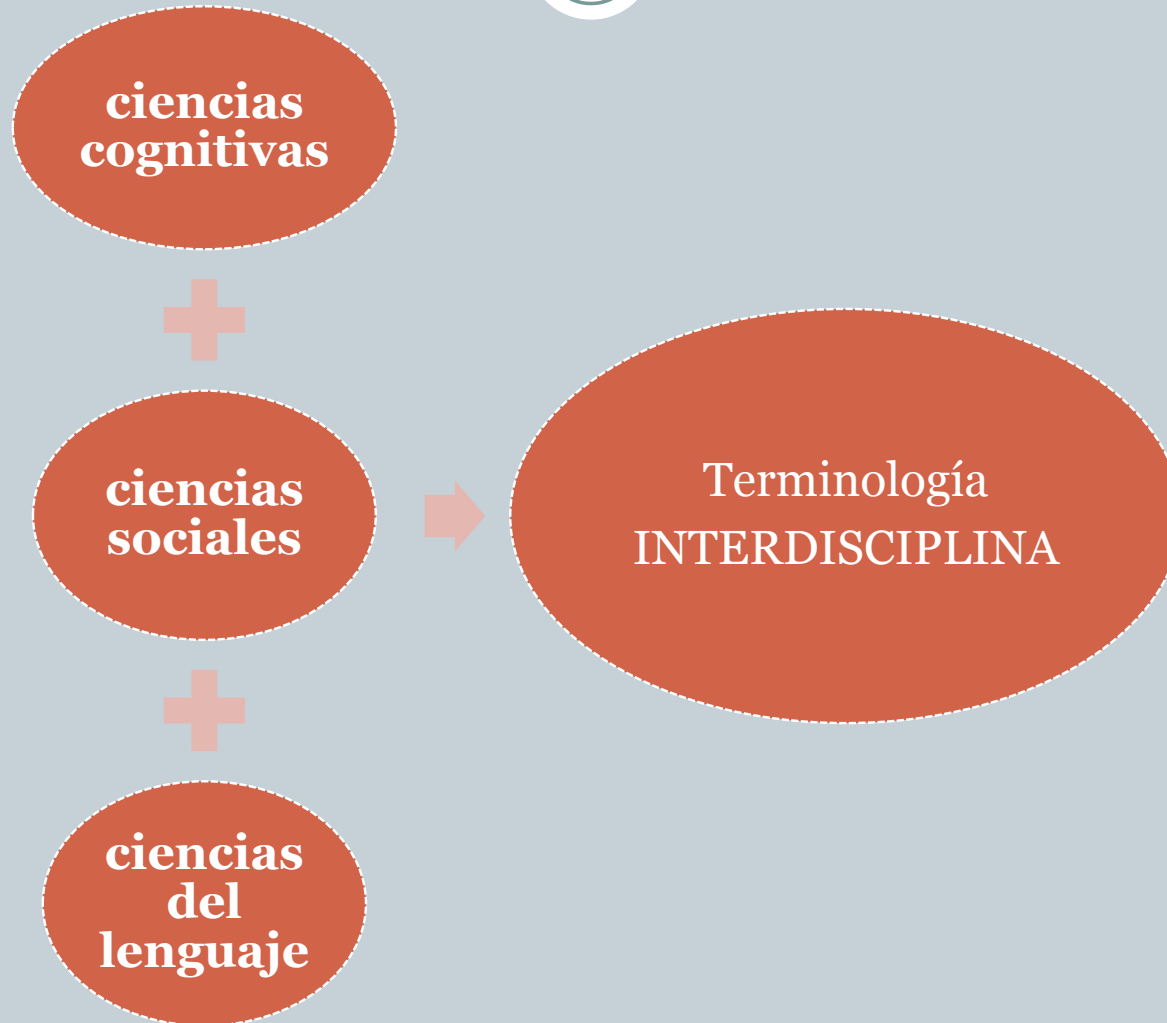 ciencias
cognitivas
ciencias
sociales
ciencias
del
lenguaje
Terminología
INTERDISCIPLINA